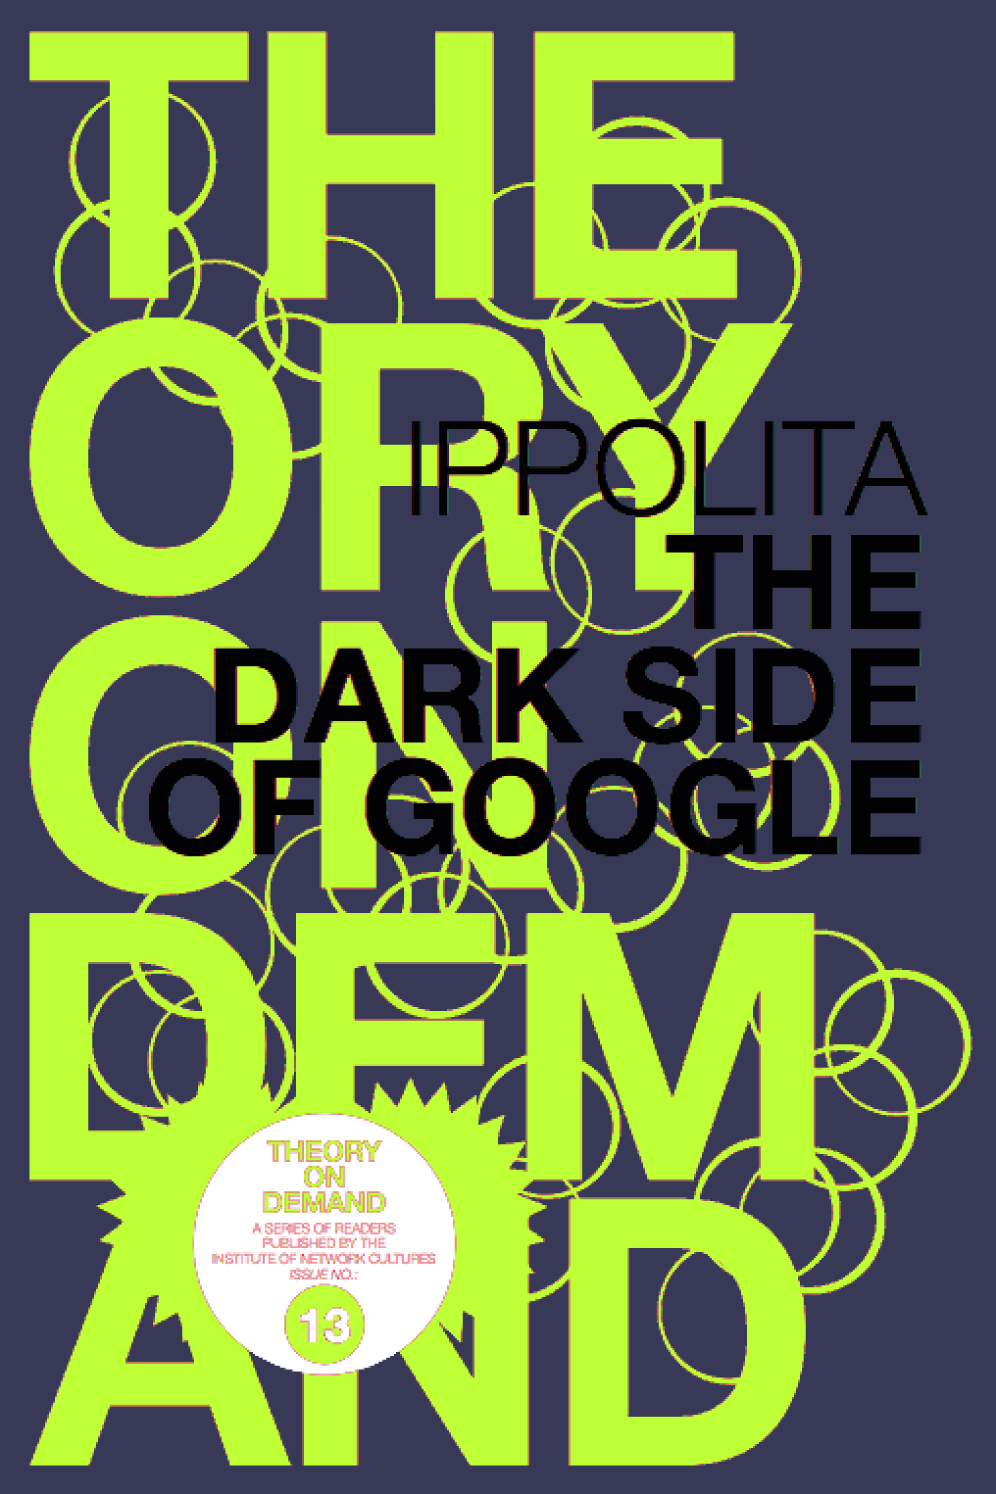 THE
ORY
ON
DEM
AND
IPPOLITA
THE
DARK SIDE
OF GOOGLE
THEORY
ON
DEMAND
A SERIES OF READERS
PUBLISHED BY THE
INSTITUTE OF NETWORK CULTURES
ISSUE NO.:
13